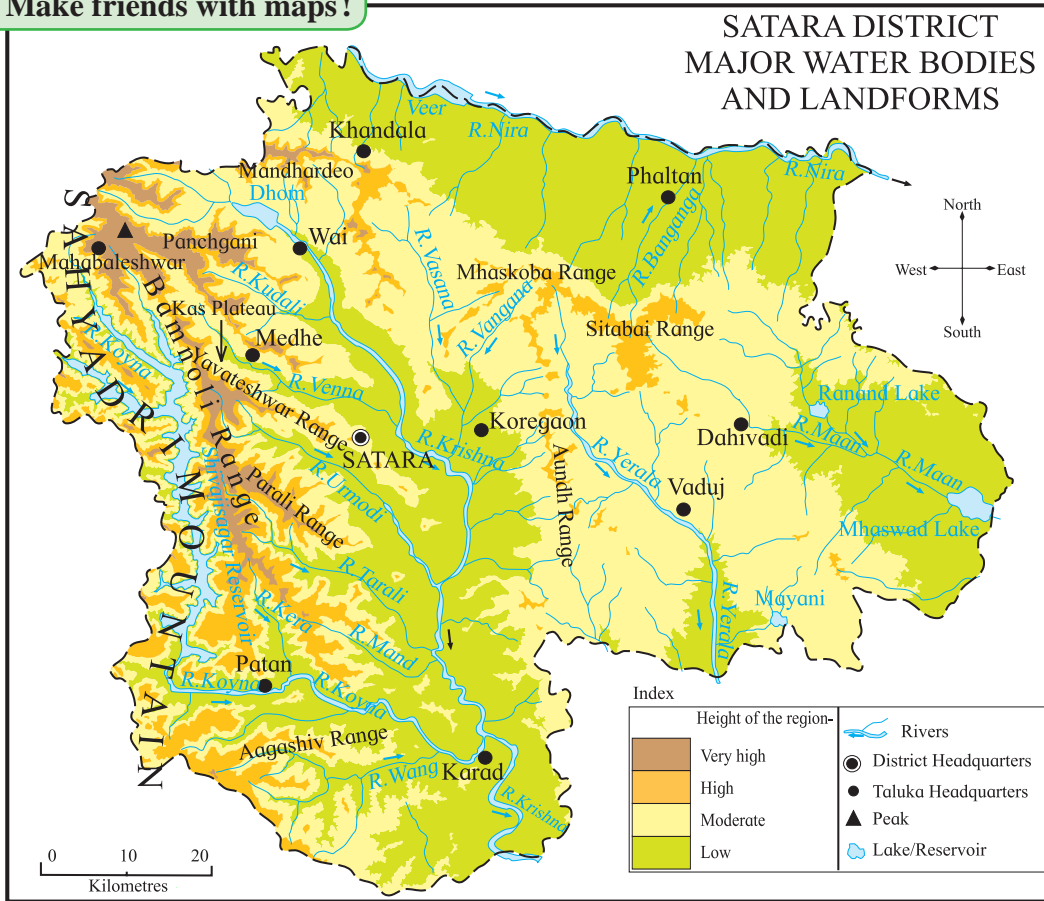 Make friends with maps!
SATARA DISTRICT
MAJOR WATER BODIES
AND LANDFORMS
Veer
R.Nira
Khandala
R.Nira
Mandhardeo
Dhom
Phaltan
R.Banganga
North
West
East
South
Panchgani
Wai
Mahabaleshwar
R.Vasana
Mhaskoba Range
R.Kudali
R.Vangana
Kas Plateau
Sitabai Range
Medhe
R.Koyna
Bamnoli Range
Yavateshwar Range
R.Venna
Ranand Lake
Koregaon
Dahivadi
R.Maan
R.Maan
SATARA
R.Krishna
R.Yerala
Aundh Range
R.Urmodi
Parali Range
Vaduj
Mhaswad Lake
SAHYADRI MOUNTAIN
Shivajisagar Reservoir
R.Tarali
R.Kera
R.Mand
R.Yerala
Mayani
Patan
R.Koyna
R.Koyna
Aagashiv Range
R.Wang
Karad
R.Krishna
Index
Height of the region-
Very high
High
Moderate
Low
Rivers
District Headquarters
Taluka Headquarters
Peak
Lake/Reservoir
0 10 20
Kilometres